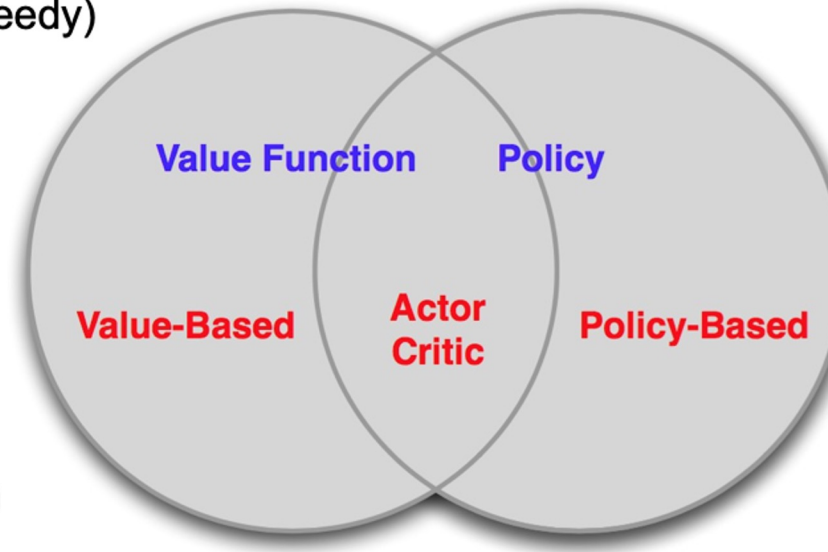 eedy)
Value Function
Policy
Value-Based
Actor
Critic
Policy-Based